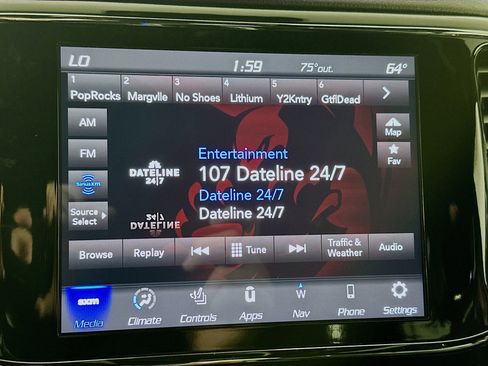 LO 1:59 75°out. 64°
1 2 3 4 5 6
PopRocks Margvlle No Shoes Lithium Y2Kntry GtflDead
AM
Map
FM
Fav
Entertainment
DATELINE
24/7
107 Dateline 24/7
SiriusXM
Dateline 24/7
Source
Select
Dateline 24/7
Browse Replay Tune Traffic &
Weather Audio
sxm W
Media Climate Controls Apps Nav Phone Settings